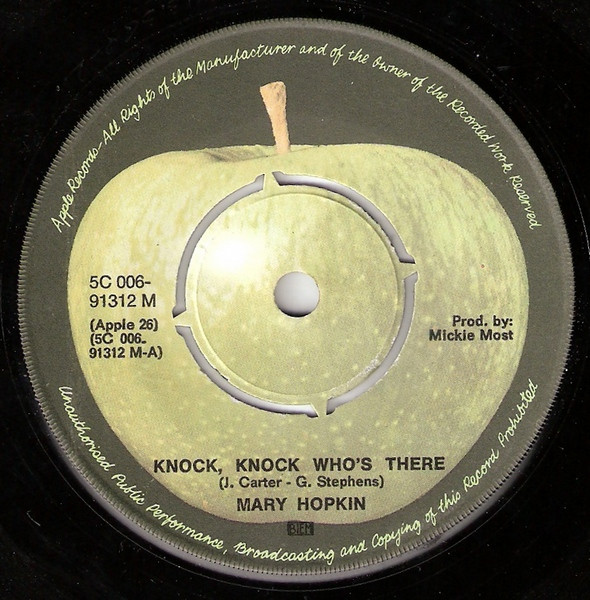 Apple Records-All Rights of the Manufacturer and of the Owner of the Recorded Work Reserved
5C 006-
91312 M
(Apple 26)
(5C 006-
91312 M-A)
Prod. by:
Mickie Most
KNOCK, KNOCK WHO'S THERE
(J. Carter - G. Stephens)
MARY HOPKIN
BIEM
Unauthorised Public Performance, Broadcasting and Copying of this Record Prohibited